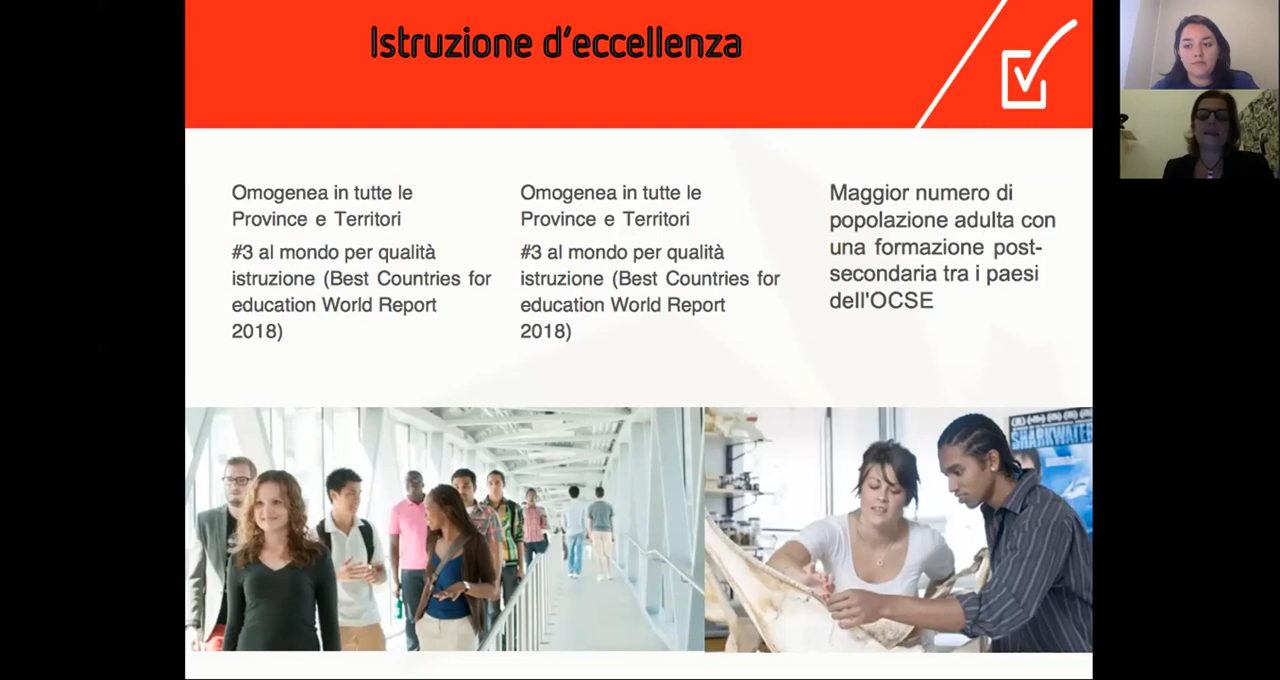 Istruzione d'eccellenza
Omogenea in tutte le
Province e Territori
#3 al mondo per qualità
istruzione (Best Countries for
education World Report
2018)
Omogenea in tutte le
Province e Territori
#3 al mondo per qualità
istruzione (Best Countries for
education World Report
2018)
Maggior numero di
popolazione adulta con
una formazione post-
secondaria tra i paesi
dell'OCSE
SHARKWATER